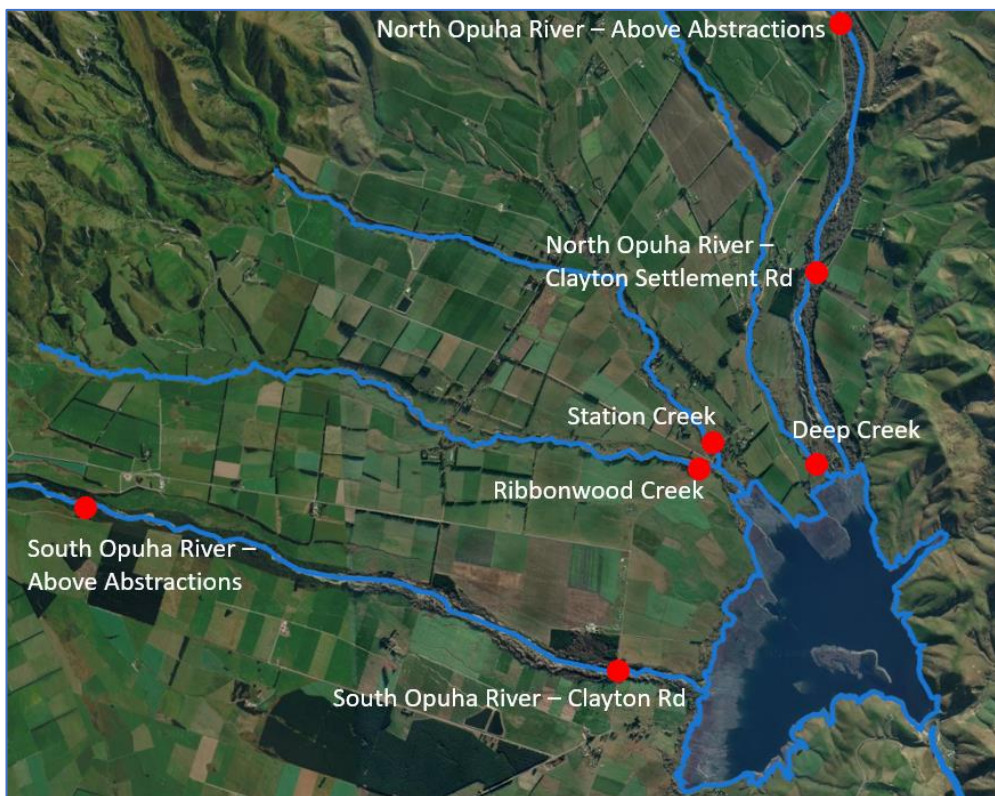 North Opuha River – Above Abstractions
North Opuha River –
Clayton Settlement Rd
Station Creek
Deep Creek
Ribbonwood Creek
South Opuha River –
Above Abstractions
South Opuha River – Clayton Rd